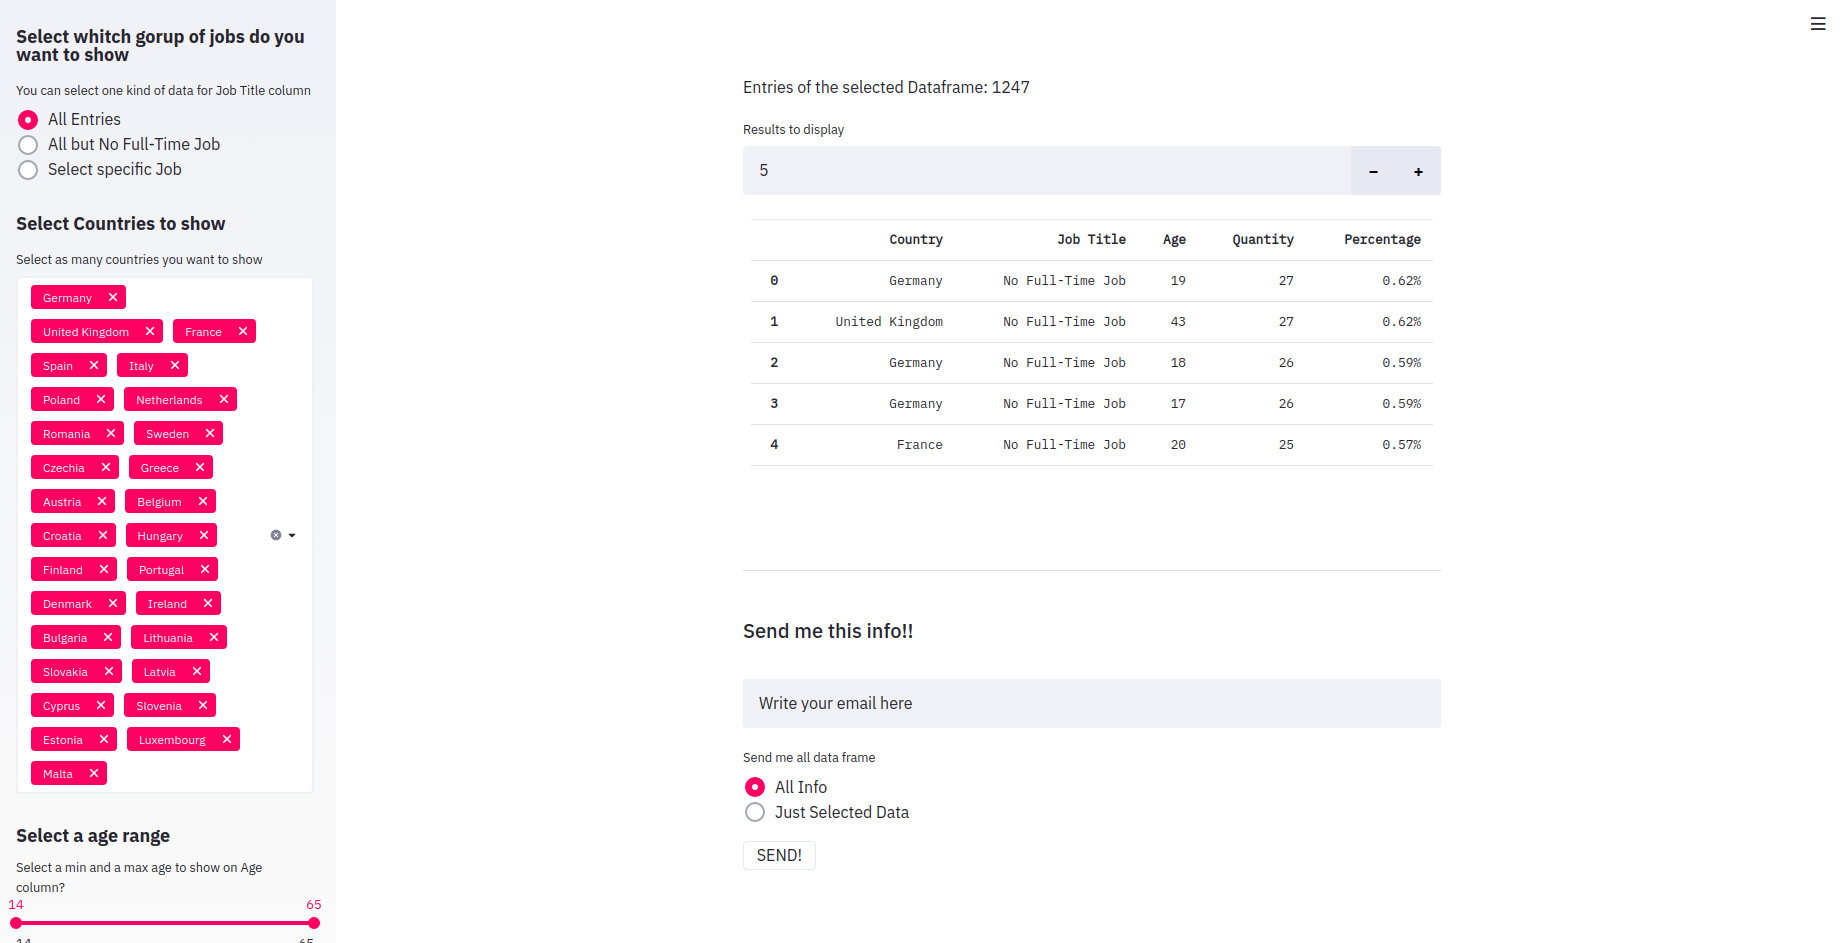 Select whitch gorup of jobs do you
want to show
You can select one kind of data for Job Title column
All Entries
All but No Full-Time Job
Select specific Job
Select Countries to show
Select as many countries you want to show
Germany
United Kingdom France
Spain Italy
Poland Netherlands
Romania Sweden
Czechia Greece
Austria Belgium
Croatia Hungary
Finland Portugal
Denmark Ireland
Bulgaria Lithuania
Slovakia Latvia
Cyprus Slovenia
Estonia Luxembourg
Malta
Select a age range
Select a min and a max age to show on Age
column?
14 65
14 65
Entries of the selected Dataframe: 1247
Results to display
5 - +
Country Job Title Age Quantity Percentage
0 Germany No Full-Time Job 19 27 0.62%
1 United Kingdom No Full-Time Job 43 27 0.62%
2 Germany No Full-Time Job 18 26 0.59%
3 Germany No Full-Time Job 17 26 0.59%
4 France No Full-Time Job 20 25 0.57%
Send me this info!!
Write your email here
Send me all data frame
All Info
Just Selected Data
SEND!